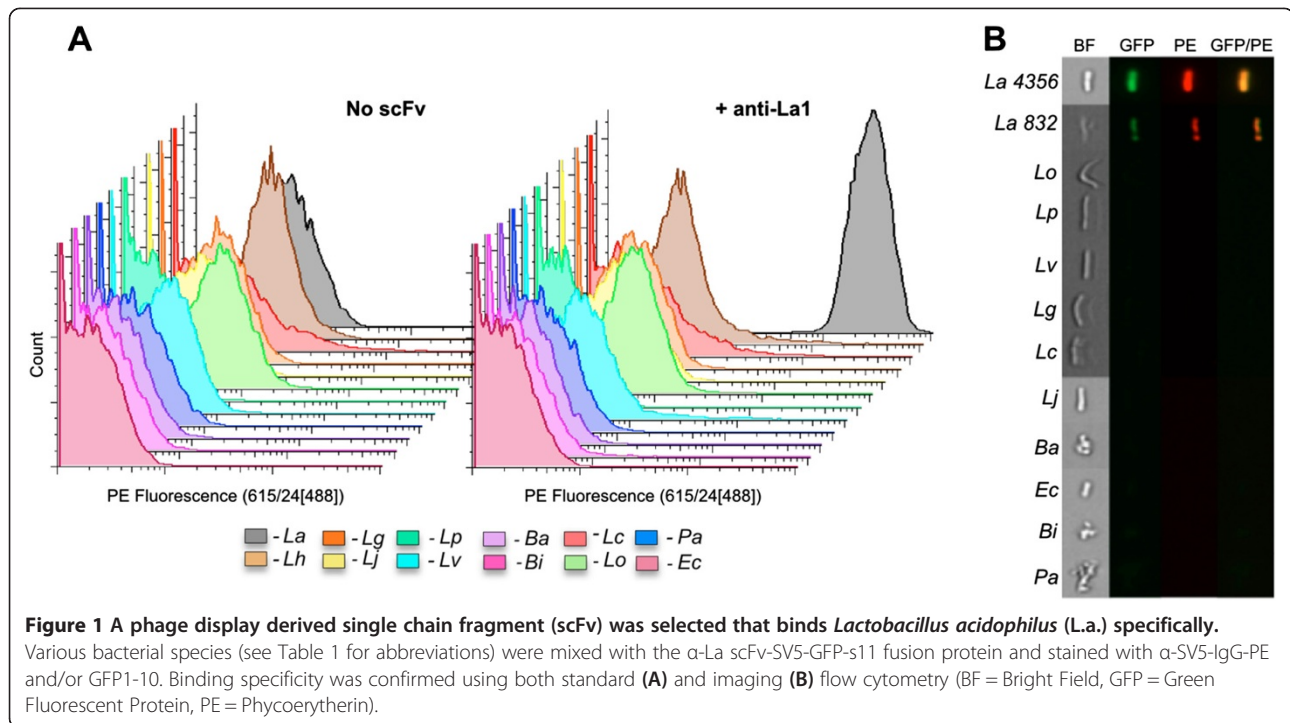 A
No scFv
+ anti-La1
Count
PE Fluorescence (615/24[488])
PE Fluorescence (615/24[488])
- La - Lg - Lp - Ba - Lc - Pa
- Lh - Lj - Lv - Bi - Lo - Ec
B
BF GFP PE GFP/PE
La 4356
La 832
Lo
Lp
Lv
Lg
Lc
Lj
Ba
Ec
Bi
Pa
Figure 1 A phage display derived single chain fragment (scFv) was selected that binds Lactobacillus acidophilus (L.a.) specifically.
Various bacterial species (see Table 1 for abbreviations) were mixed with the α-La scFv-SV5-GFP-s11 fusion protein and stained with α-SV5-IgG-PE
and/or GFP1-10. Binding specificity was confirmed using both standard (A) and imaging (B) flow cytometry (BF = Bright Field, GFP = Green
Fluorescent Protein, PE = Phycoerytherin).